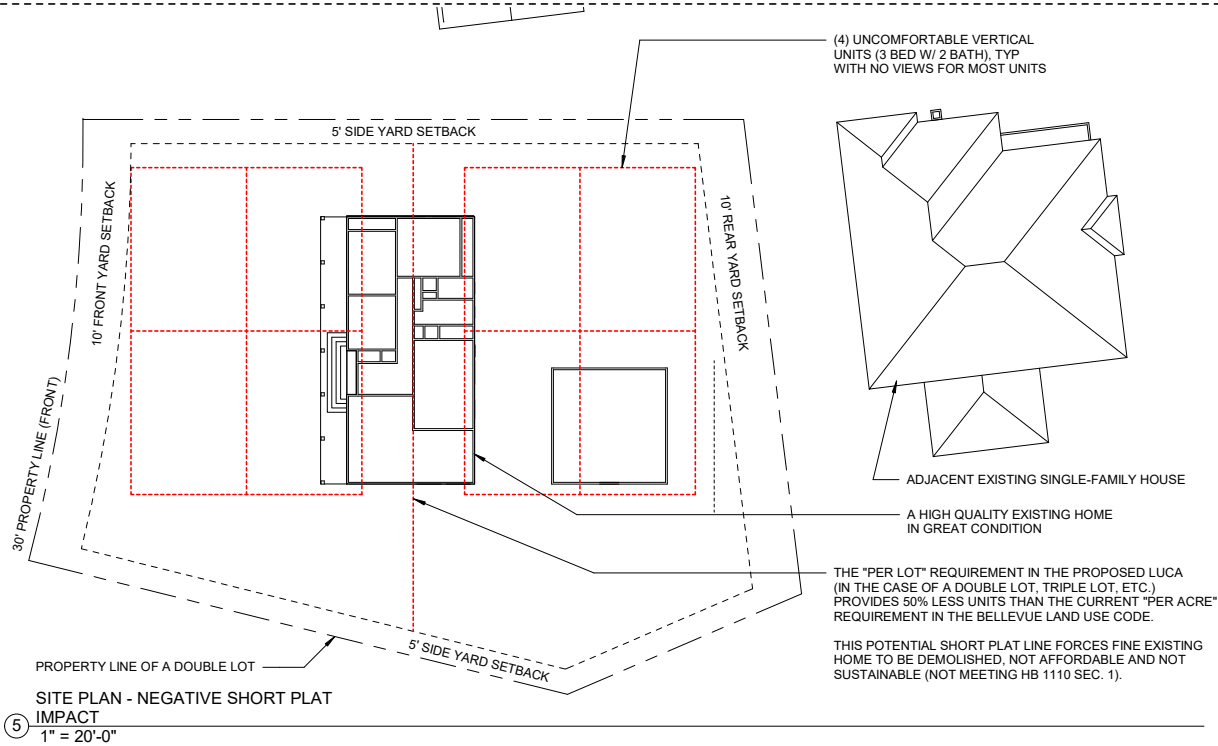 (4) UNCOMFORTABLE VERTICAL
UNITS (3 BED W/ 2 BATH), TYP
WITH NO VIEWS FOR MOST UNITS
5' SIDE YARD SETBACK
10' FRONT YARD SETBACK
10' REAR YARD SETBACK
30' PROPERTY LINE (FRONT)
ADJACENT EXISTING SINGLE-FAMILY HOUSE
A HIGH QUALITY EXISTING HOME
IN GREAT CONDITION
THE "PER LOT" REQUIREMENT IN THE PROPOSED LUCA
(IN THE CASE OF A DOUBLE LOT, TRIPLE LOT, ETC.)
PROVIDES 50% LESS UNITS THAN THE CURRENT "PER ACRE"
REQUIREMENT IN THE BELLEVUE LAND USE CODE.
THIS POTENTIAL SHORT PLAT LINE FORCES FINE EXISTING
HOME TO BE DEMOLISHED, NOT AFFORDABLE AND NOT
SUSTAINABLE (NOT MEETING HB 1110 SEC. 1).
5' SIDE YARD SETBACK
PROPERTY LINE OF A DOUBLE LOT
SITE PLAN - NEGATIVE SHORT PLAT
IMPACT
5
1" = 20'-0"